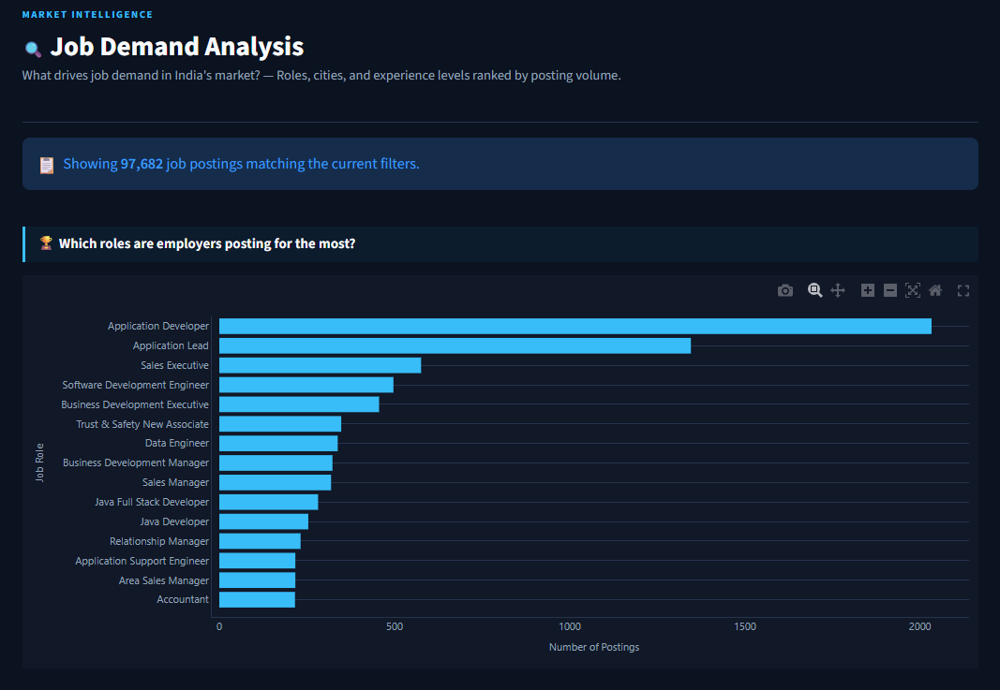 MARKET INTELLIGENCE
Job Demand Analysis
What drives job demand in India's market? — Roles, cities, and experience levels ranked by posting volume.
Showing 97,682 job postings matching the current filters.
Which roles are employers posting for the most?
Application Developer
Application Lead
Sales Executive
Software Development Engineer
Business Development Executive
Trust & Safety New Associate
Data Engineer
Business Development Manager
Sales Manager
Java Full Stack Developer
Java Developer
Relationship Manager
Application Support Engineer
Area Sales Manager
Accountant
Job Role
0 500 1000 1500 2000
Number of Postings